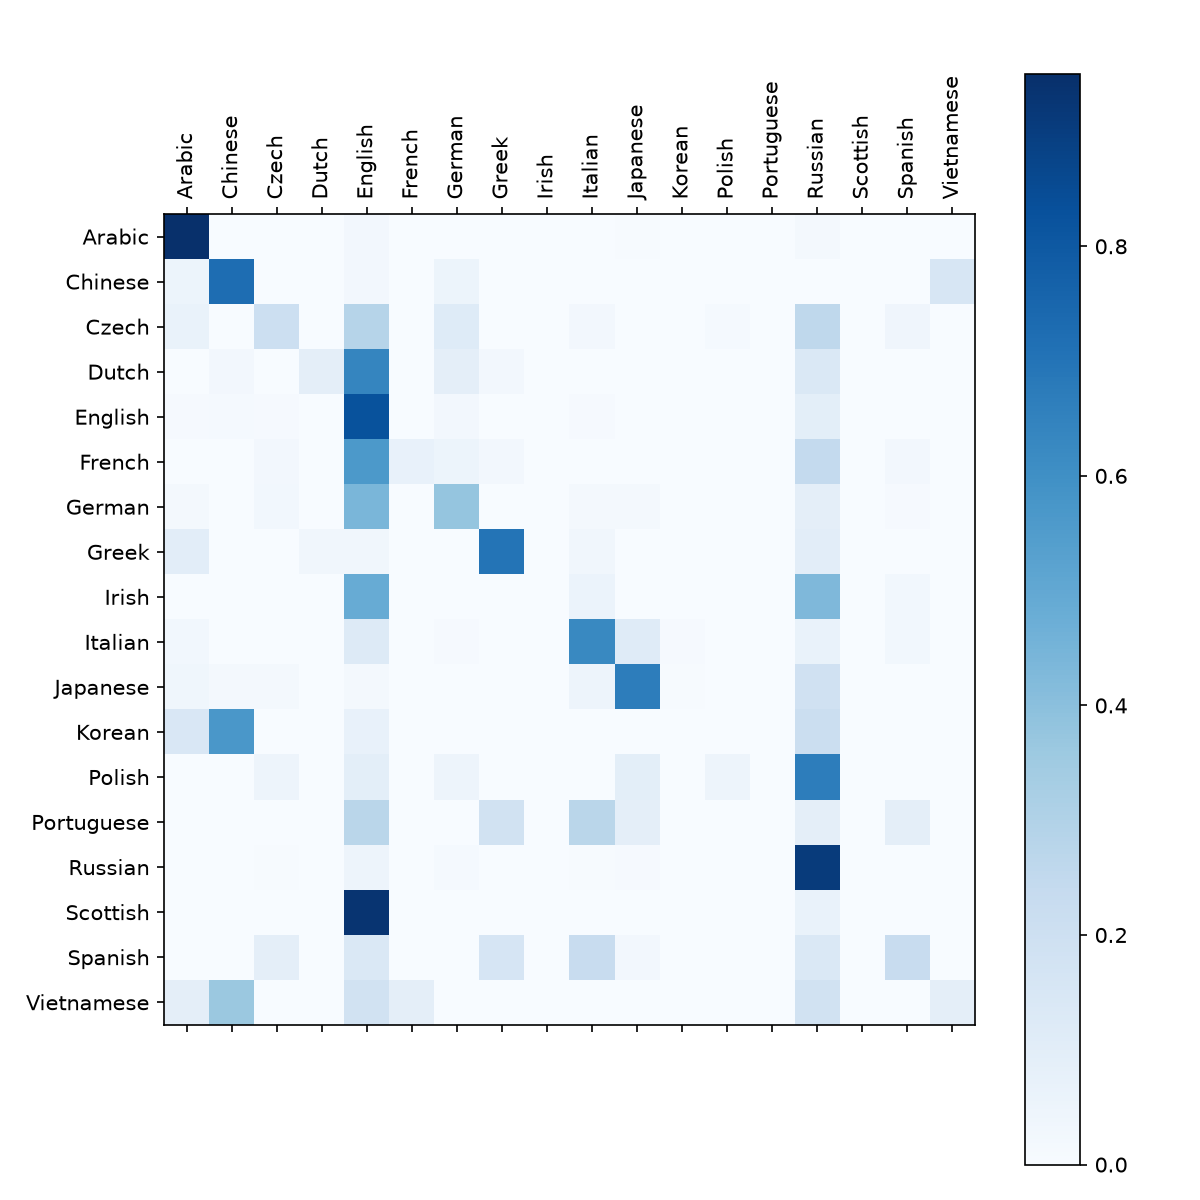 Arabic
Chinese
Czech
Dutch
English
French
German
Greek
Irish
Italian
Japanese
Korean
Polish
Portuguese
Russian
Scottish
Spanish
Vietnamese
Arabic
Chinese
Czech
Dutch
English
French
German
Greek
Irish
Italian
Japanese
Korean
Polish
Portuguese
Russian
Scottish
Spanish
Vietnamese
0.8
0.6
0.4
0.2
0.0